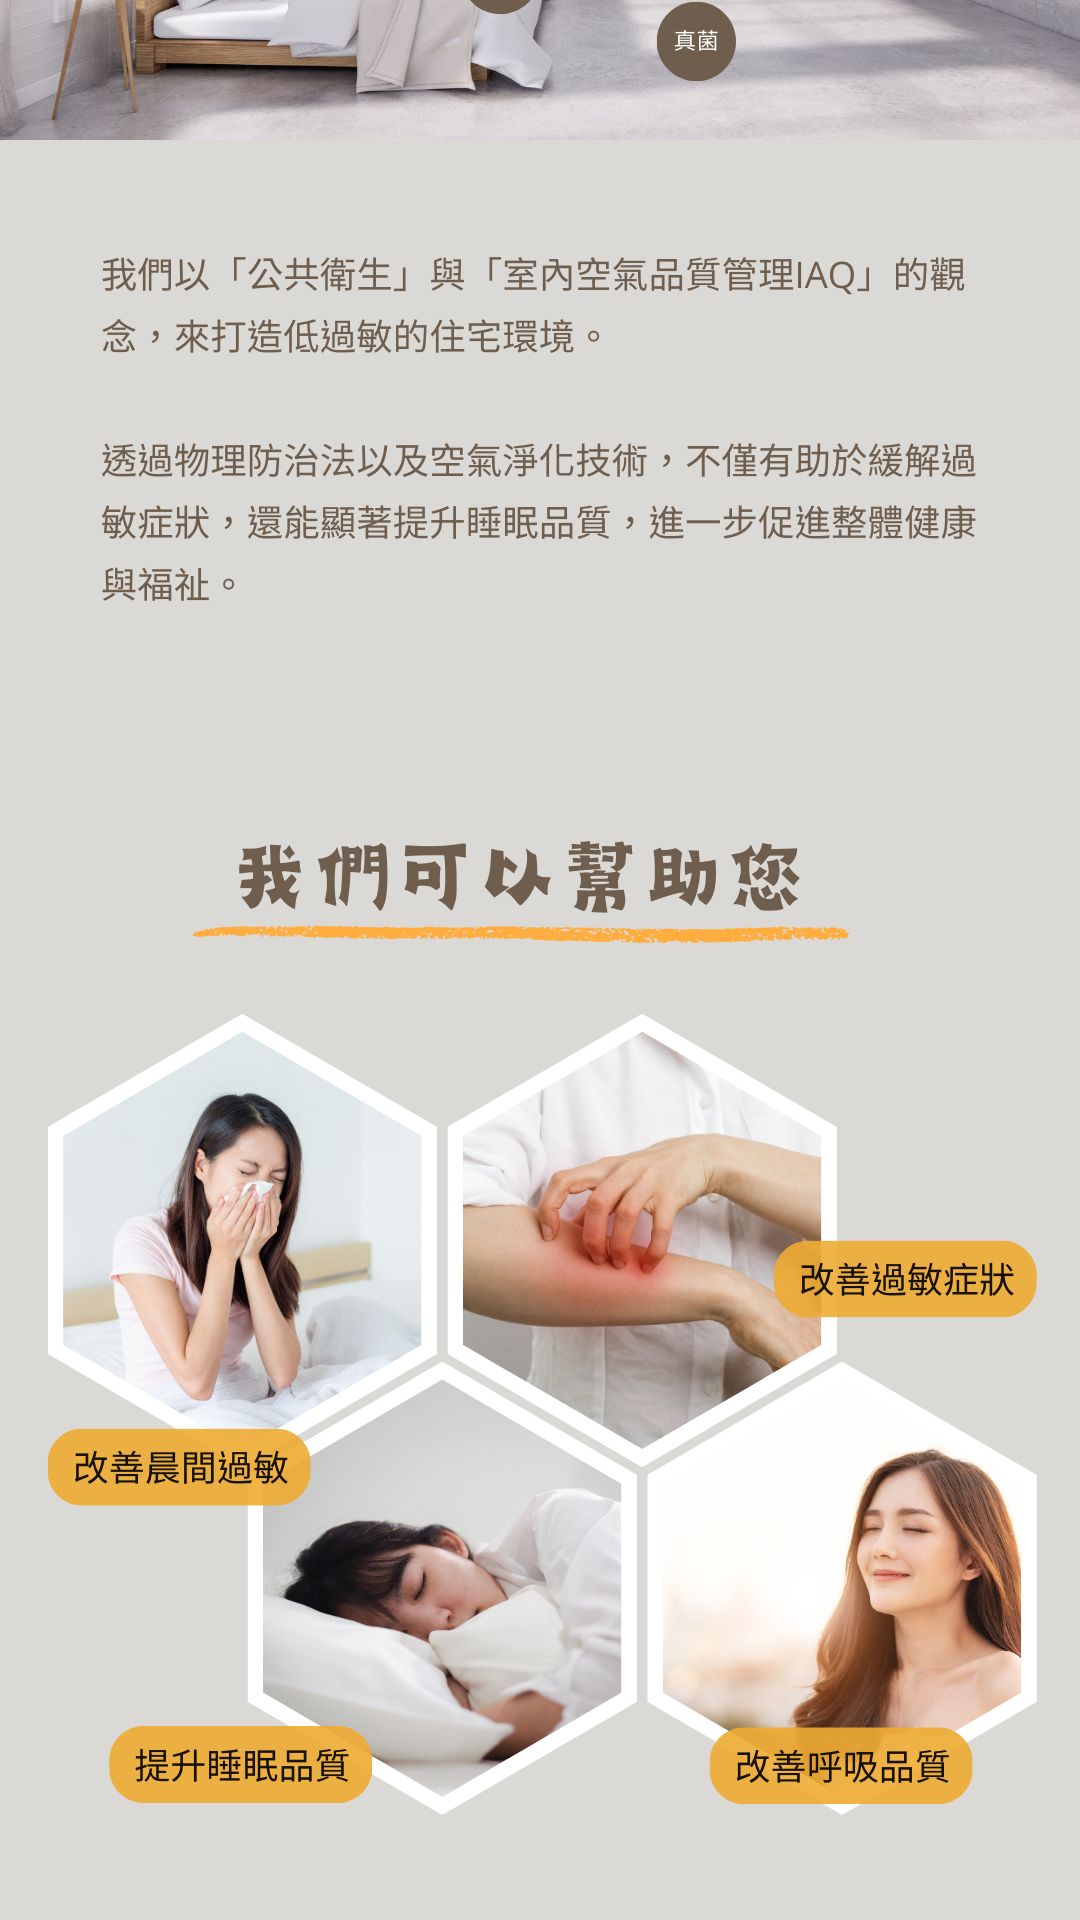 真菌
我們以「公共衛生」與「室內空氣品質管理IAQ」的觀
念，來打造低過敏的住宅環境。
透過物理防治法以及空氣淨化技術，不僅有助於緩解過
敏症狀，還能顯著提升睡眠品質，進一步促進整體健康
與福祉。
我們可以幫助您
改善過敏症狀
改善晨間過敏
提升睡眠品質
改善呼吸品質